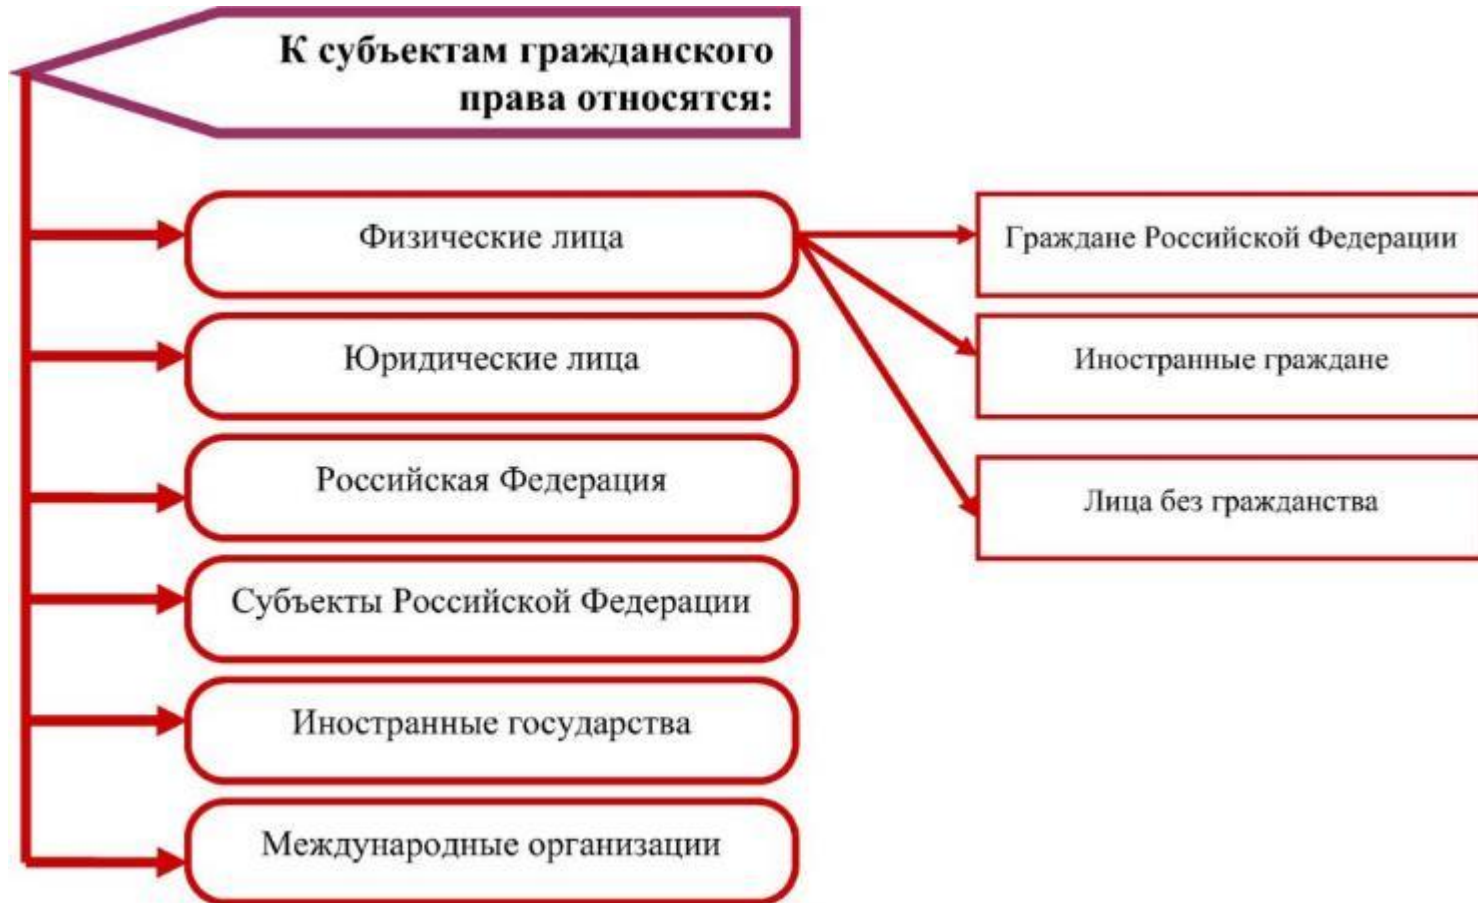 К субъектам гражданского
права относятся:
Физические лица
Граждане Российской Федерации
Юридические лица
Иностранные граждане
Российская Федерация
Лица без гражданства
Субъекты Российской Федерации
Иностранные государства
Международные организации